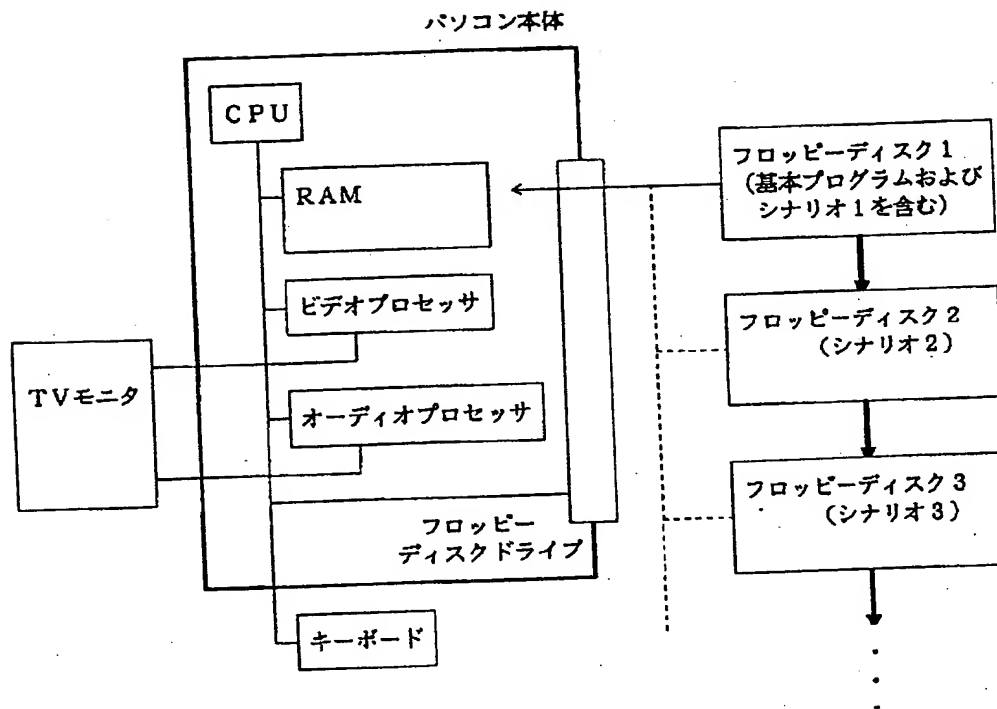 パソコン本体
CPU
RAM
ビデオプロセッサ
TVモニタ
オーディオプロセッサ
フロッピー
ディスクドライブ
キーボード
フロッピーディスク1
(基本プログラムおよび
シナリオ1を含む)
フロッピーディスク2
(シナリオ2)
フロッピーディスク3
(シナリオ3)